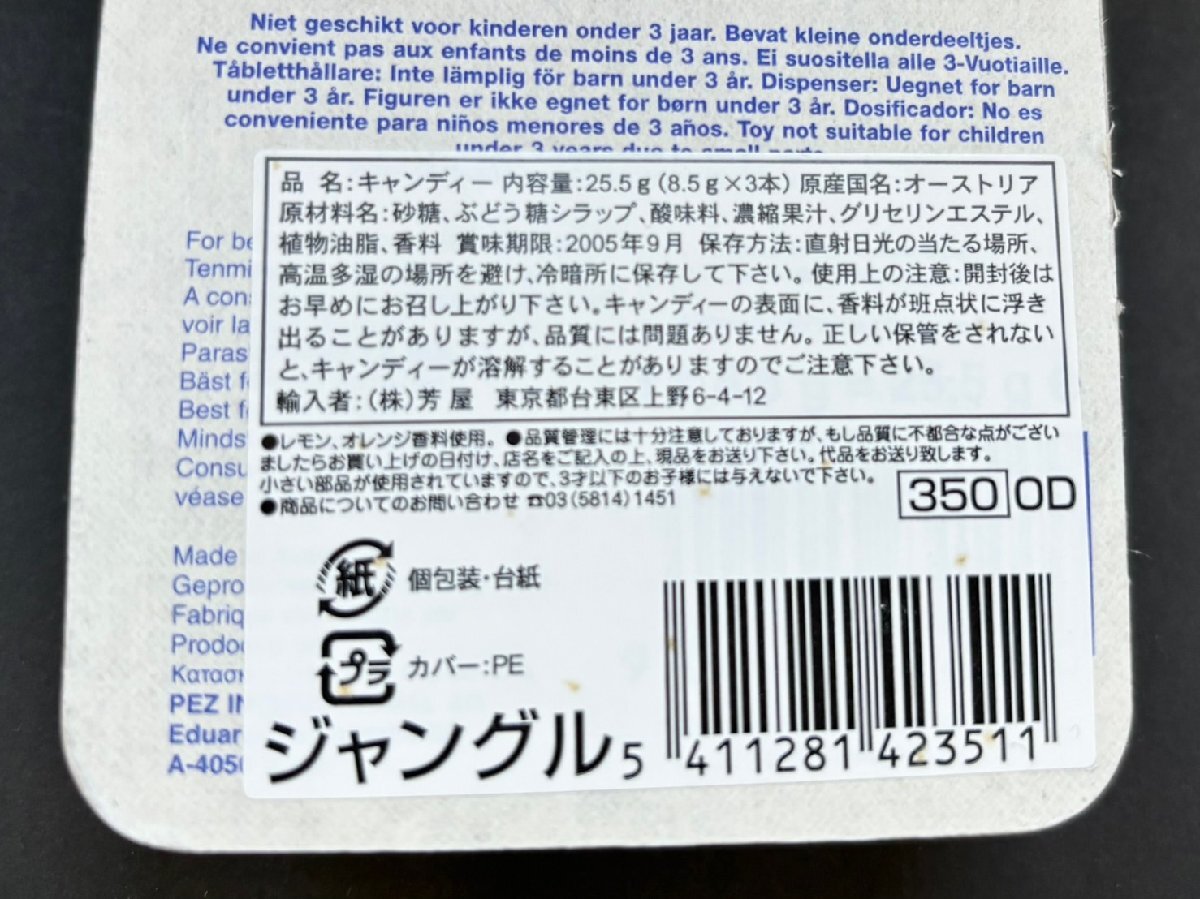 Niet geschikt voor kinderen onder 3 jaar. Bevat kleine onderdeeltjes.
Ne convient pas aux enfants de moins de 3 ans. Ei suositella alle 3-Vuotiaille.
Tåbletthållare: Inte lämplig för barn under 3 år. Dispenser: Uegnet for barn
under 3 år. Figuren er ikke egnet for børn under 3 år. Dosificador: No es
conveniente para niños menores de 3 años. Toy not suitable for children
under 3 years due to small parts.
品 名:キャンディー 内容量:25.5g(8.5g×3本) 原産国名:オーストリア
原材料名:砂糖、ぶどう糖シラップ、酸味料、濃縮果汁、グリセリンエステル、
植物油脂、香料 賞味期限:2005年9月 保存方法:直射日光の当たる場所、
高温多湿の場所を避け、冷暗所に保存して下さい。使用上の注意:開封後は
お早めにお召し上がり下さい。キャンディーの表面に、香料が班点状に浮き
出ることがありますが、品質には問題ありません。正しい保管をされない
と、キャンディーが溶解することがありますのでご注意下さい。
輸入者:(株)芳屋 東京都台東区上野6-4-12
●レモン、オレンジ香料使用。●品質管理には十分注意しておりますが、もし品質に不都合な点がござい
ましたらお買い上げの日付け、店名をご記入の上、現品をお送り下さい。代品をお送り致します。
小さい部品が使用されていますので、3才以下のお子様には与えないで下さい。
●商品についてのお問い合わせ ☎03(5814)1451
350 OD
紙 個包装・台紙
プラ カバー:PE
ジャングル
5 411281 423511
For be
Tenmi
A con
voir la
Paras
Bäst f
Best f
Minds
Consu
véase
Made
Gepro
Fabriq
Prodo
Κατασκ
PEZ IN
Eduar
A-405